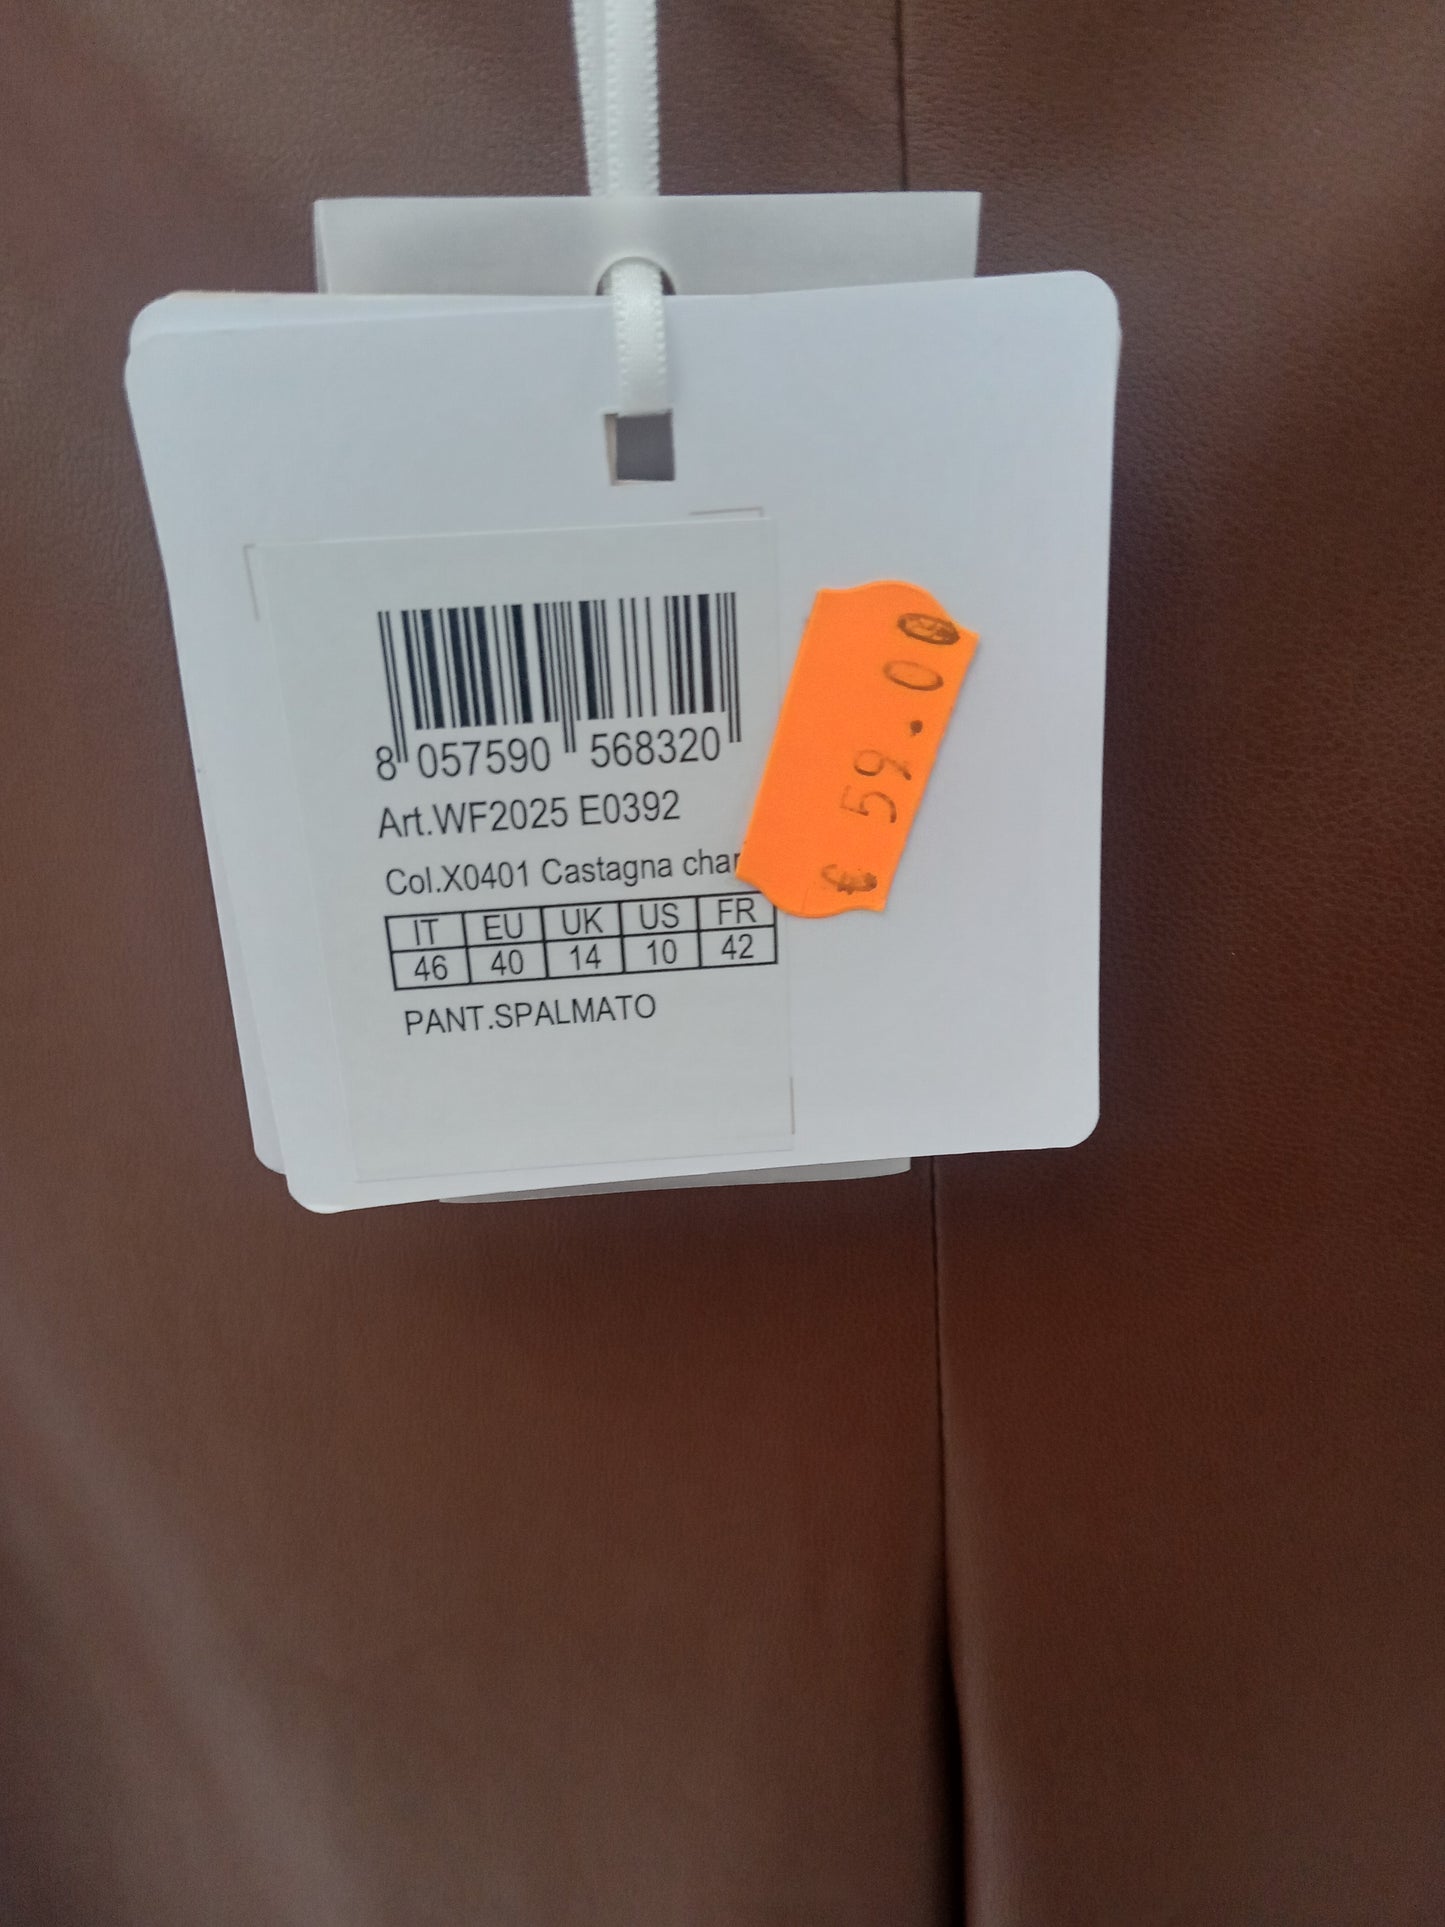 8 057590 568320
Art.WF2025 E0392
Col.X0401 Castagna
IT EU UK US FR
46 40 14 10 42
PANT.SPALMATO
€ 59.00